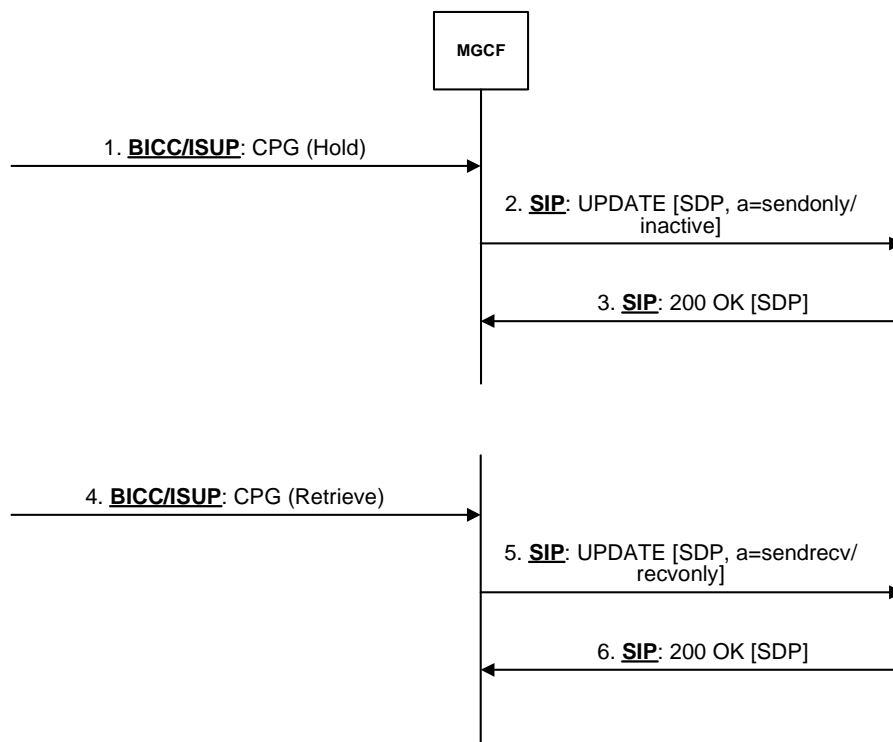 MGCF
1. BICC/ISUP: CPG (Hold)
2. SIP: UPDATE [SDP, a=sendonly/
inactive]
3. SIP: 200 OK [SDP]
4. BICC/ISUP: CPG (Retrieve)
5. SIP: UPDATE [SDP, a=sendrecv/
recvonly]
6. SIP: 200 OK [SDP]